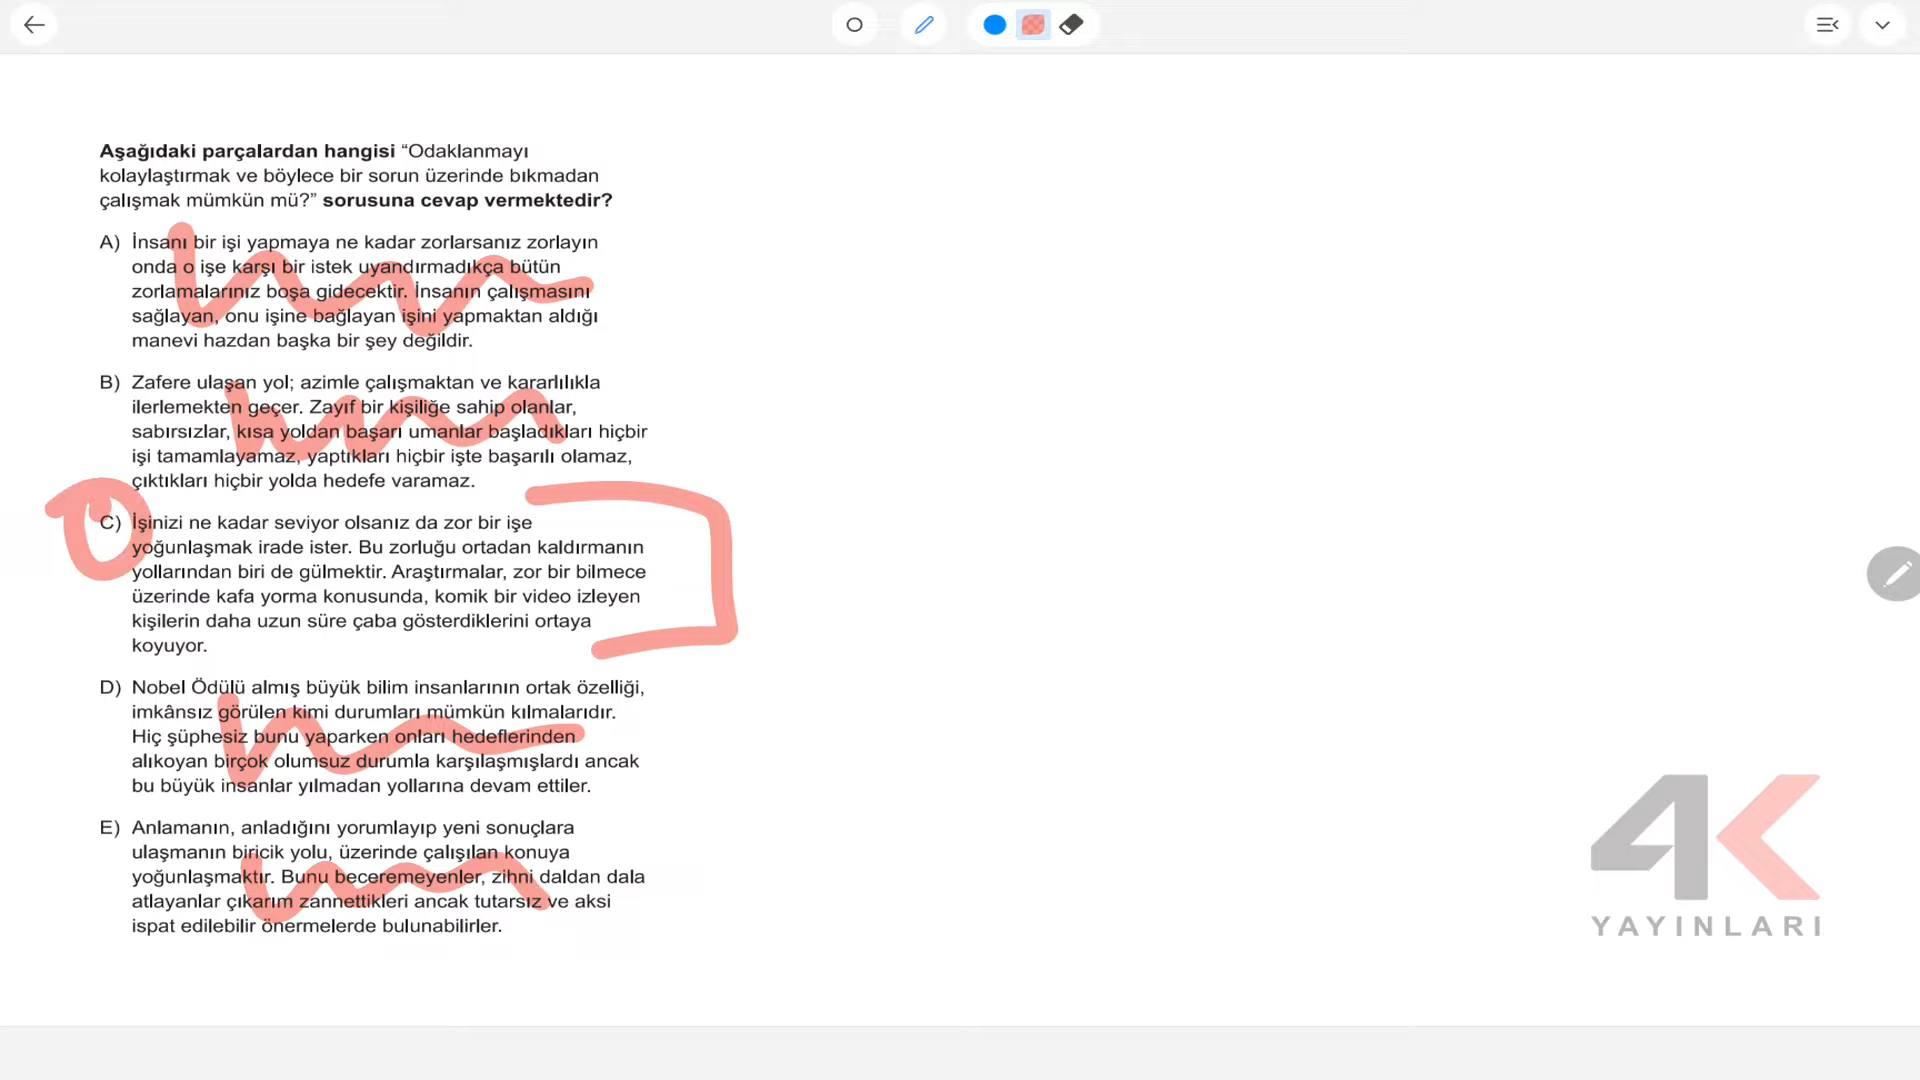 Aşağıdaki parçalardan hangisi “Odaklanmayı
kolaylaştırmak ve böylece bir sorun üzerinde bıkmadan
çalışmak mümkün mü?” sorusuna cevap vermektedir?
A) İnsanı bir işi yapmaya ne kadar zorlarsanız zorlayın
onda o işe karşı bir istek uyandırmadıkça bütün
zorlamalarınız boşa gidecektir. İnsanın çalışmasını
sağlayan, onu işine bağlayan işini yapmaktan aldığı
manevi hazdan başka bir şey değildir.
B) Zafere ulaşan yol; azimle çalışmaktan ve kararlılıkla
ilerlemekten geçer. Zayıf bir kişiliğe sahip olanlar,
sabırsızlar, kısa yoldan başarı umanlar başladıkları hiçbir
işi tamamlayamaz, yaptıkları hiçbir işte başarılı olamaz,
çıktıkları hiçbir yolda hedefe varamaz.
C) İşinizi ne kadar seviyor olsanız da zor bir işe
yoğunlaşmak irade ister. Bu zorluğu ortadan kaldırmanın
yollarından biri de gülmektir. Araştırmalar, zor bir bilmece
üzerinde kafa yorma konusunda, komik bir video izleyen
kişilerin daha uzun süre çaba gösterdiklerini ortaya
koyuyor.
D) Nobel Ödülü almış büyük bilim insanlarının ortak özelliği,
imkânsız görülen kimi durumları mümkün kılmalarıdır.
Hiç şüphesiz bunu yaparken onları hedeflerinden
alıkoyan birçok olumsuz durumla karşılaşmışlardı ancak
bu büyük insanlar yılmadan yollarına devam ettiler.
E) Anlamanın, anladığını yorumlayıp yeni sonuçlara
ulaşmanın biricik yolu, üzerinde çalışılan konuya
yoğunlaşmaktır. Bunu beceremeyenler, zihni daldan dala
atlayanlar çıkarım zannettikleri ancak tutarsız ve aksi
ispat edilebilir önermelerde bulunabilirler.
4K
YAYINLARI